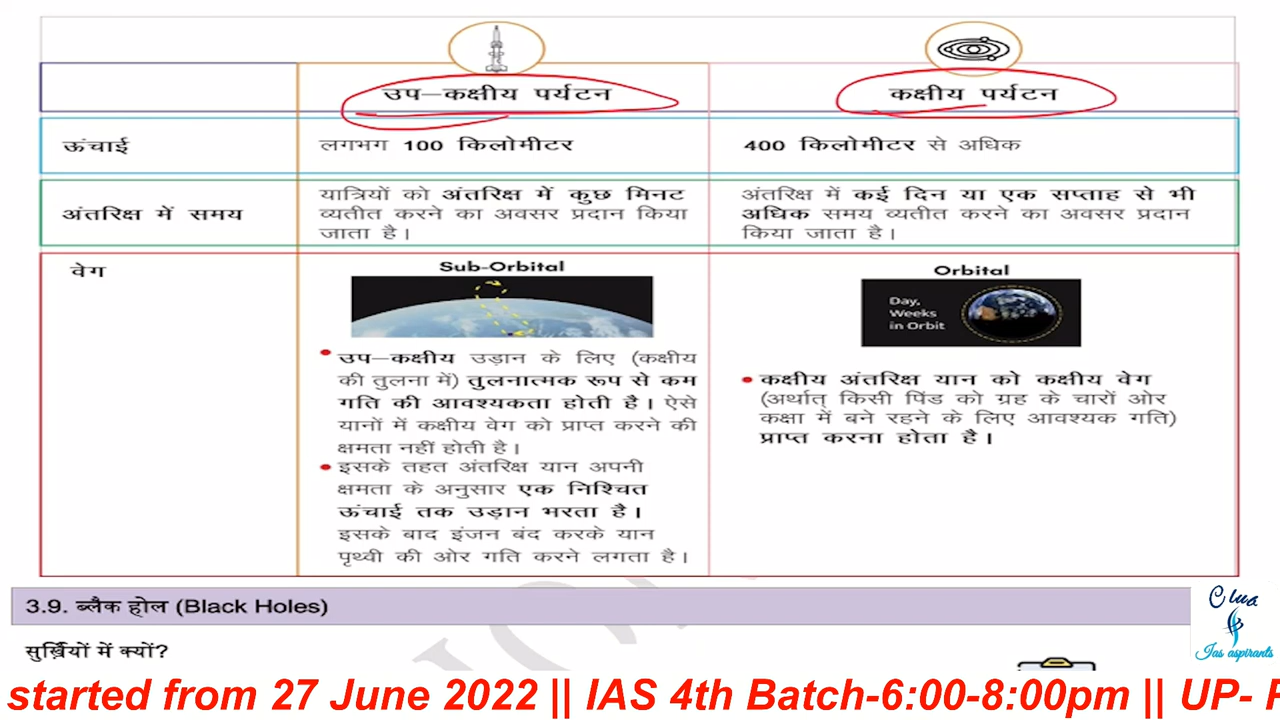 उप–कक्षीय पर्यटन
कक्षीय पर्यटन
ऊंचाई
लगभग 100 किलोमीटर
400 किलोमीटर से अधिक
अंतरिक्ष में समय
यात्रियों को अंतरिक्ष में कुछ मिनट
व्यतीत करने का अवसर प्रदान किया
जाता है।
अंतरिक्ष में कई दिन या एक सप्ताह से भी
अधिक समय व्यतीत करने का अवसर प्रदान
किया जाता है।
वेग
Sub-Orbital
• उप–कक्षीय उड़ान के लिए (कक्षीय
की तुलना में) तुलनात्मक रूप से कम
गति की आवश्यकता होती है। ऐसे
यानों में कक्षीय वेग को प्राप्त करने की
क्षमता नहीं होती है।
• इसके तहत अंतरिक्ष यान अपनी
क्षमता के अनुसार एक निश्चित
ऊंचाई तक उड़ान भरता है।
इसके बाद इंजन बंद करके यान
पृथ्वी की ओर गति करने लगता है।
Orbital
Day,
Weeks
in Orbit
• कक्षीय अंतरिक्ष यान को कक्षीय वेग
(अर्थात् किसी पिंड को ग्रह के चारों ओर
कक्षा में बने रहने के लिए आवश्यक गति)
प्राप्त करना होता है।
3.9. ब्लैक होल (Black Holes)
सुर्ख़ियों में क्यों?
Clue
Ias aspirants
started from 27 June 2022 || IAS 4th Batch-6:00-8:00pm || UP-